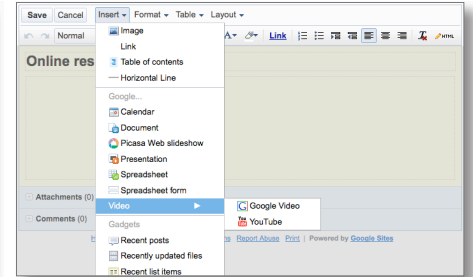 Save Cancel Insert Format Table Layout
Normal Link HTML
Online res
Image
Link
Table of contents
Horizontal Line
Google...
Calendar
Document
Picasa Web slideshow
Presentation
Spreadsheet
Spreadsheet form
Video
Google Video
YouTube
Gadgets
Recent posts
Recently updated files
Recent list items
Attachments (0)
Comments (0)
Report Abuse Print | Powered by Google Sites